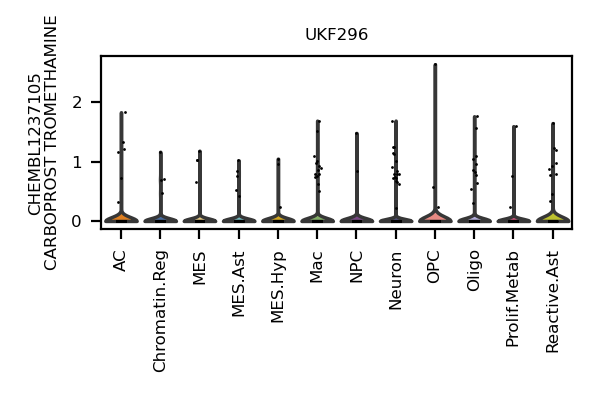 UKF296
CHEMBL1237105
CARBOPROST TROMETHAMINE
2
1
0
AC
Chromatin.Reg
MES
MES.Ast
MES.Hyp
Mac
NPC
Neuron
OPC
Oligo
Prolif.Metab
Reactive.Ast